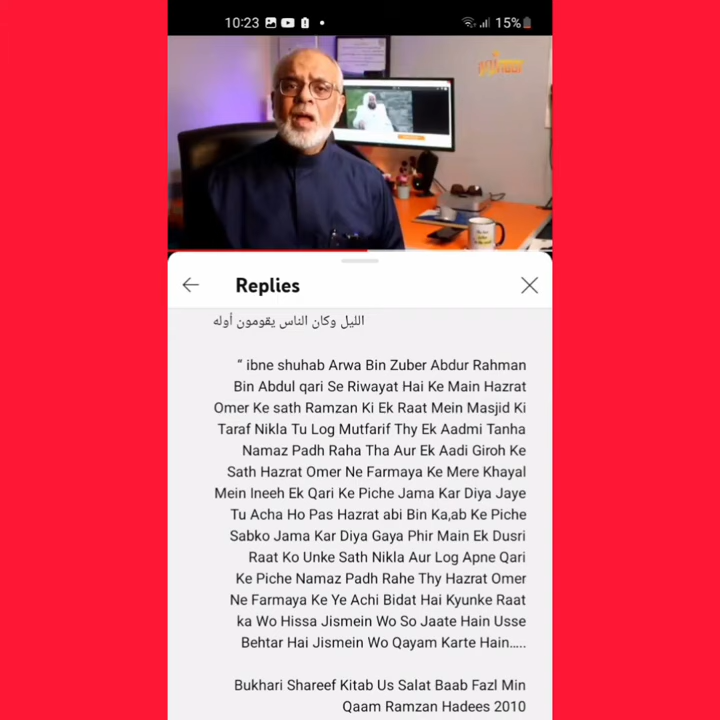 10:23
15%
Replies
الليل وكان الناس يقومون أوله
“ ibne shuhab Arwa Bin Zuber Abdur Rahman
Bin Abdul qari Se Riwayat Hai Ke Main Hazrat
Omer Ke sath Ramzan Ki Ek Raat Mein Masjid Ki
Taraf Nikla Tu Log Mutfarif Thy Ek Aadmi Tanha
Namaz Padh Raha Tha Aur Ek Aadi Giroh Ke
Sath Hazrat Omer Ne Farmaya Ke Mere Khayal
Mein Ineeh Ek Qari Ke Piche Jama Kar Diya Jaye
Tu Acha Ho Pas Hazrat abi Bin Ka,ab Ke Piche
Sabko Jama Kar Diya Gaya Phir Main Ek Dusri
Raat Ko Unke Sath Nikla Aur Log Apne Qari
Ke Piche Namaz Padh Rahe Thy Hazrat Omer
Ne Farmaya Ke Ye Achi Bidat Hai Kyunke Raat
ka Wo Hissa Jismein Wo So Jaate Hain Usse
Behtar Hai Jismein Wo Qayam Karte Hain.....
Bukhari Shareef Kitab Us Salat Baab Fazl Min
Qaam Ramzan Hadees 2010